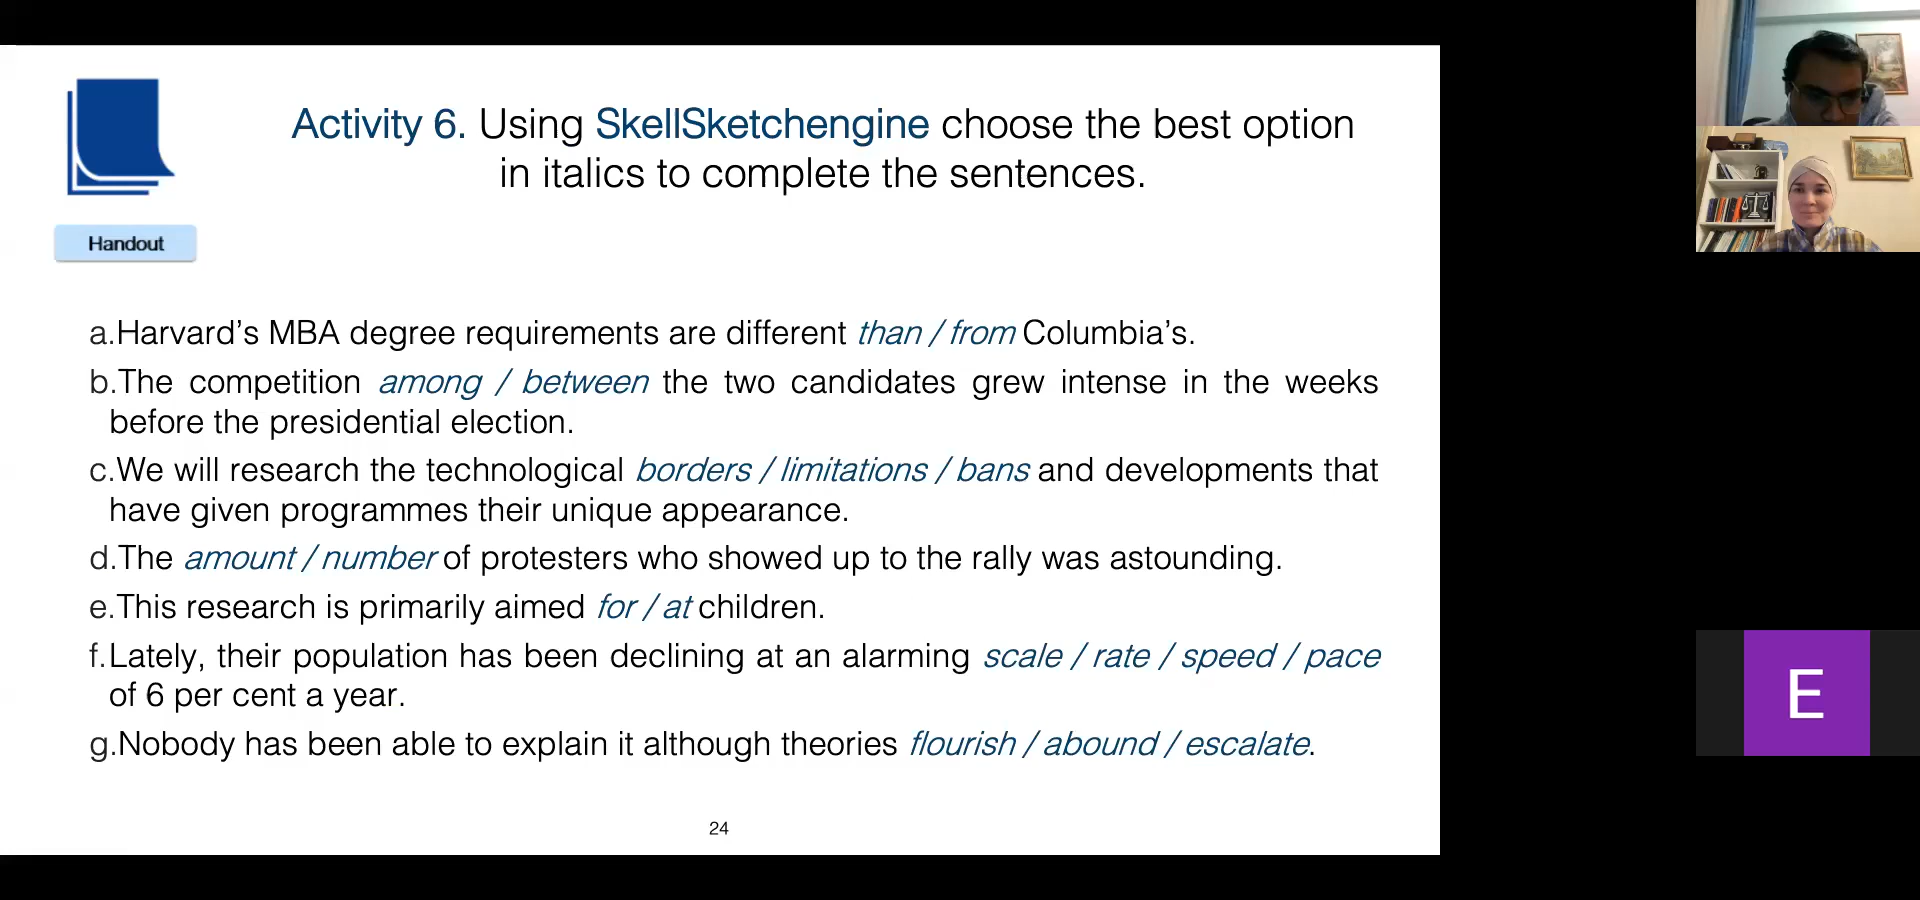 Activity 6. Using SkellSketchengine choose the best option
in italics to complete the sentences.
Handout
a.Harvard's MBA degree requirements are different than / from Columbia's.
b.The competition among / between the two candidates grew intense in the weeks
before the presidential election.
c.We will research the technological borders / limitations / bans and developments that
have given programmes their unique appearance.
d.The amount / number of protesters who showed up to the rally was astounding.
e.This research is primarily aimed for / at children.
f.Lately, their population has been declining at an alarming scale / rate / speed / pace
of 6 per cent a year.
g.Nobody has been able to explain it although theories flourish / abound / escalate.
24
E